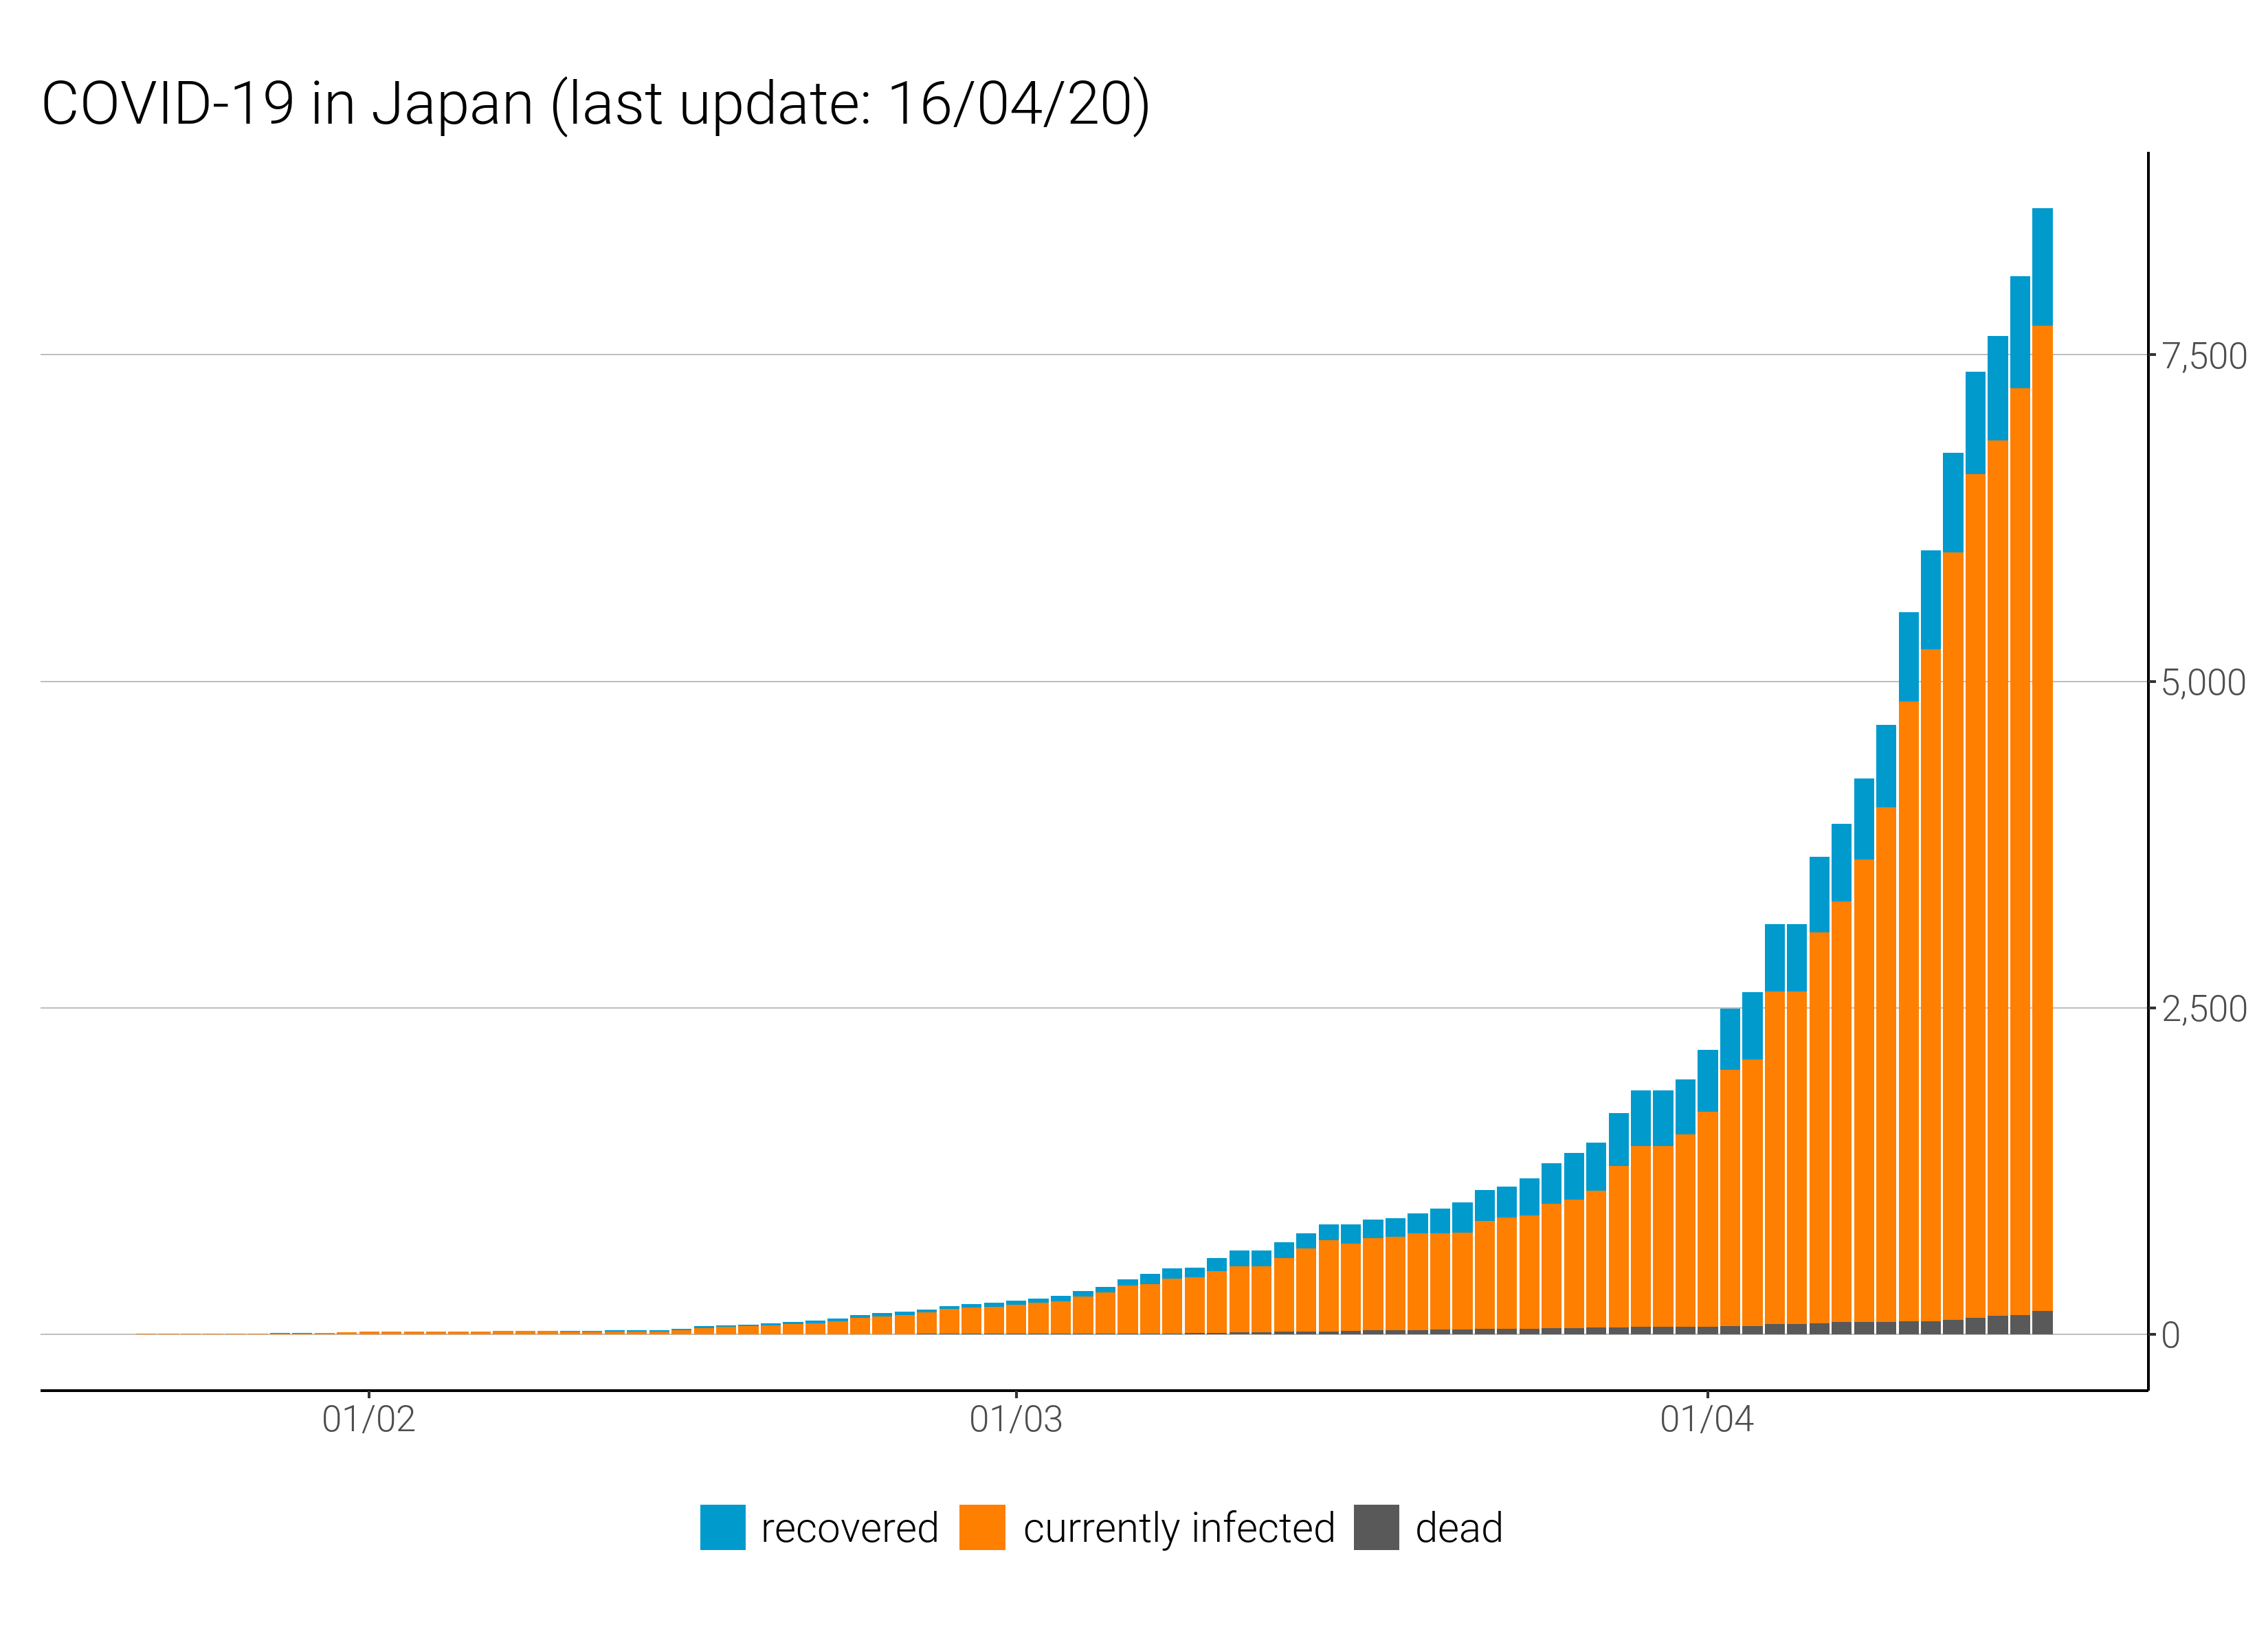 COVID-19 in Japan (last update: 16/04/20)
7,500
5,000
2,500
0
01/02 01/03 01/04
recovered currently infected dead